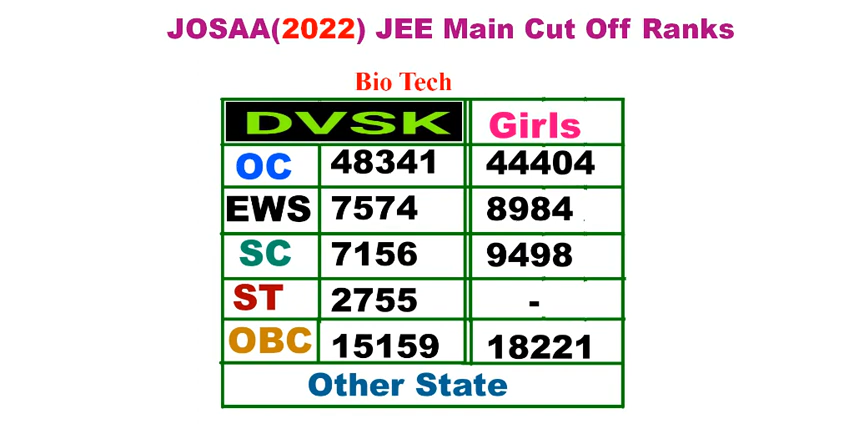 JOSAA(2022) JEE Main Cut Off Ranks
Bio Tech
DVSK Girls
OC 48341 44404
EWS 7574 8984
SC 7156 9498
ST 2755 -
OBC 15159 18221
Other State